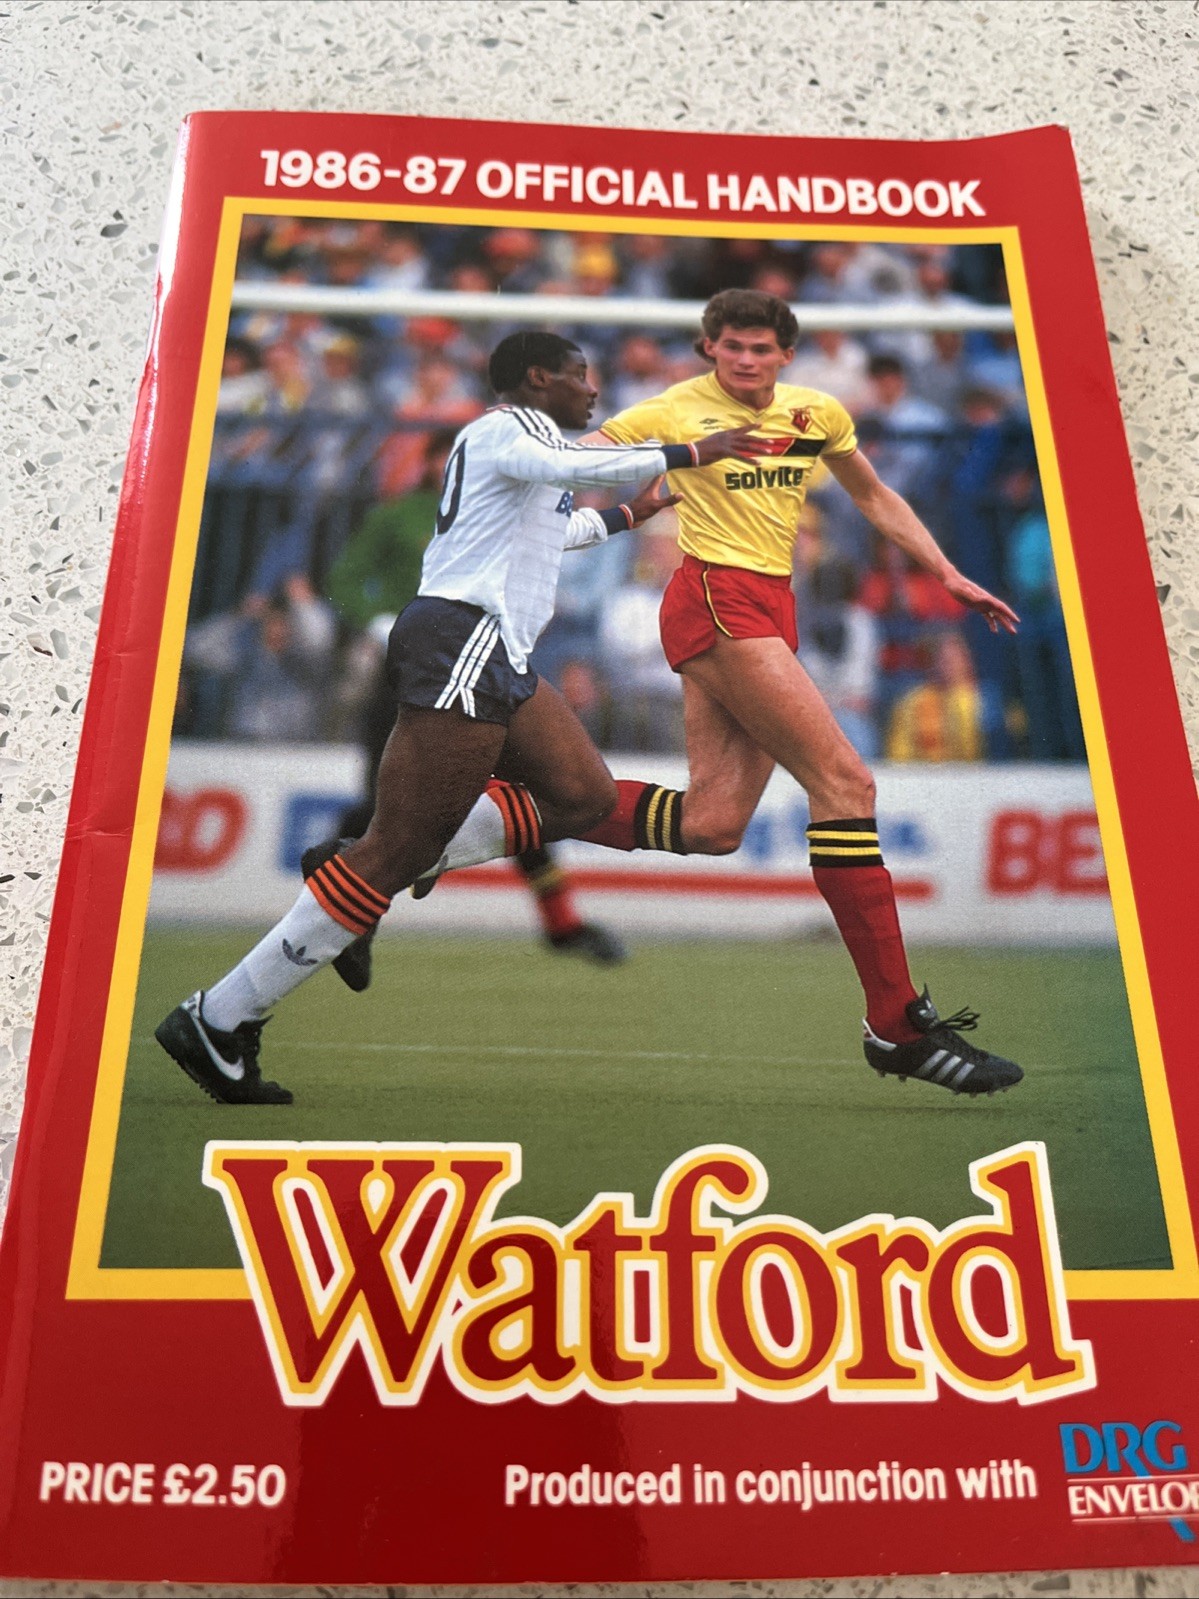 1986-87 OFFICIAL HANDBOOK
solvite
Watford
PRICE £2.50
Produced in conjunction with
DRG